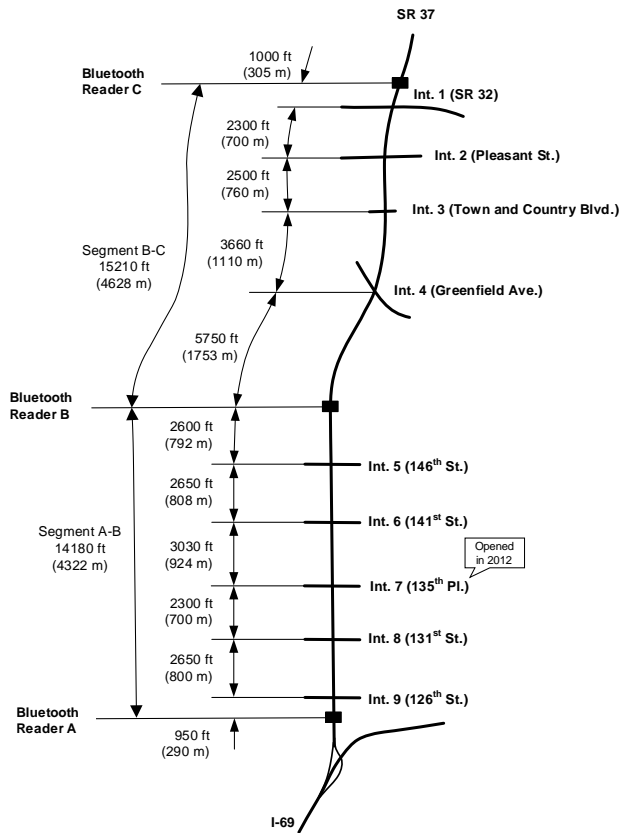 SR 37
1000 ft
(305 m)
Bluetooth
Reader C
Int. 1 (SR 32)
2300 ft
(700 m)
Int. 2 (Pleasant St.)
2500 ft
(760 m)
Int. 3 (Town and Country Blvd.)
3660 ft
(1110 m)
Segment B-C
15210 ft
(4628 m)
Int. 4 (Greenfield Ave.)
5750 ft
(1753 m)
Bluetooth
Reader B
2600 ft
(792 m)
Int. 5 (146th St.)
2650 ft
(808 m)
Int. 6 (141st St.)
Segment A-B
14180 ft
(4322 m)
3030 ft
(924 m)
Opened
in 2012
Int. 7 (135th Pl.)
2300 ft
(700 m)
Int. 8 (131st St.)
2650 ft
(800 m)
Int. 9 (126th St.)
Bluetooth
Reader A
950 ft
(290 m)
I-69